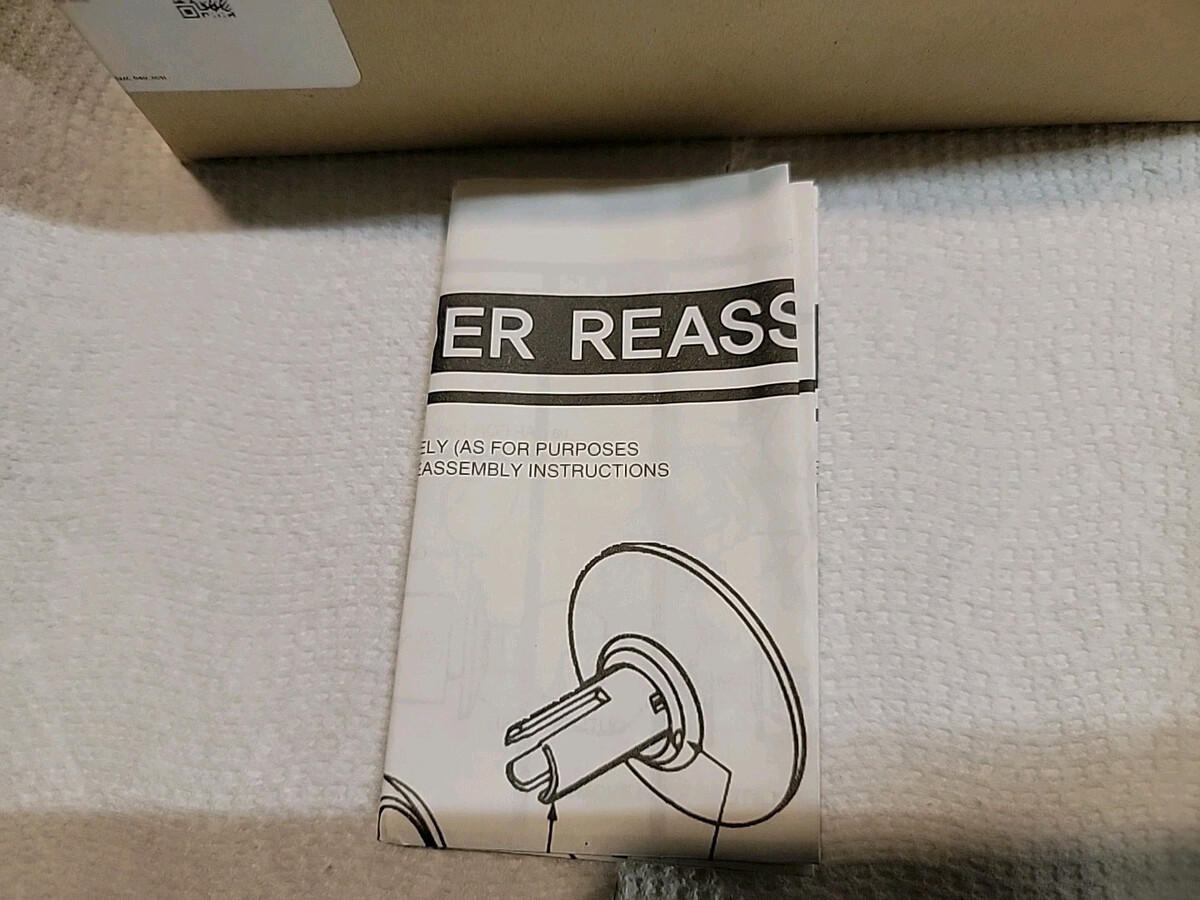 ER REASS
ELY (AS FOR PURPOSES
EASSEMBLY INSTRUCTIONS